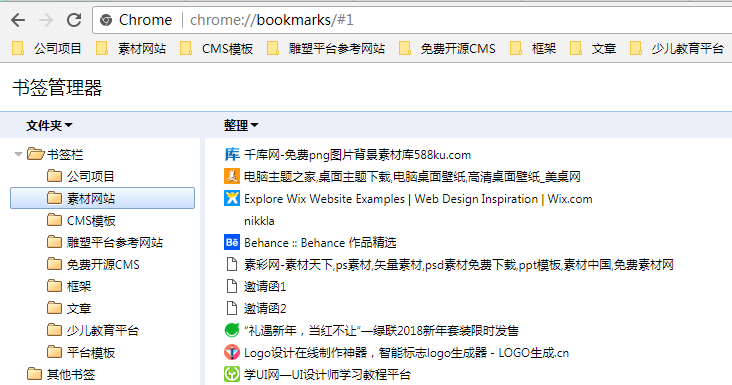 Chrome | chrome://bookmarks/#1
公司项目 素材网站 CMS模板 雕塑平台参考网站 免费开源CMS 框架 文章 少儿教育平台
书签管理器
文件夹 整理
书签栏
公司项目
素材网站
CMS模板
雕塑平台参考网站
免费开源CMS
框架
文章
少儿教育平台
平台模板
其他书签
库 千库网-免费png图片背景素材库588ku.com
电脑主题之家,桌面主题下载,电脑桌面壁纸,高清桌面壁纸_美桌网
Explore Wix Website Examples | Web Design Inspiration | Wix.com
nikkla
Bē Behance :: Behance 作品精选
素彩网-素材天下,ps素材,矢量素材,psd素材免费下载,ppt模板,素材中国,免费素材网
邀请函1
邀请函2
“礼遇新年，当红不让”—绿联2018新年套装限时发售
Logo设计在线制作神器，智能标志logo生成器 - LOGO生成.cn
学UI网—UI设计师学习教程平台